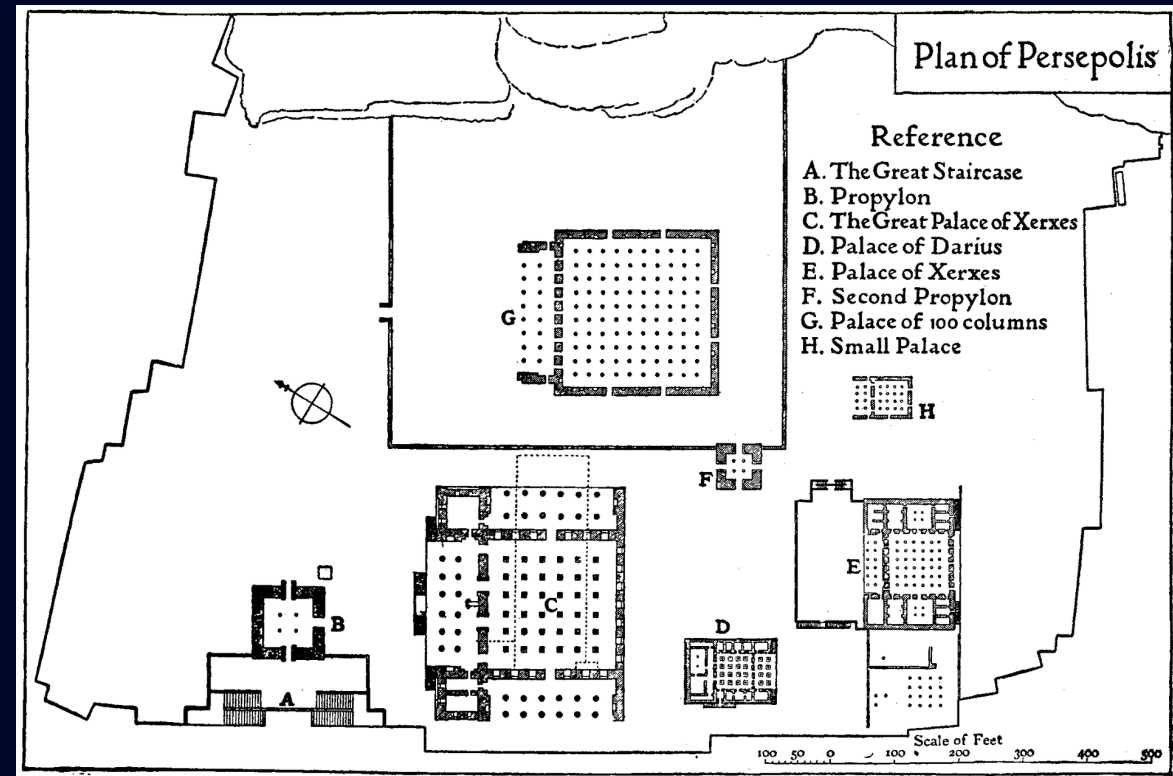 Plan of Persepolis
Reference
A. The Great Staircase
B. Propylon
C. The Great Palace of Xerxes
D. Palace of Darius
E. Palace of Xerxes
F. Second Propylon
G. Palace of 100 columns
H. Small Palace
G
H
F
E
C
B
D
A
Scale of Feet
100 50 0 100 200 300 400 500